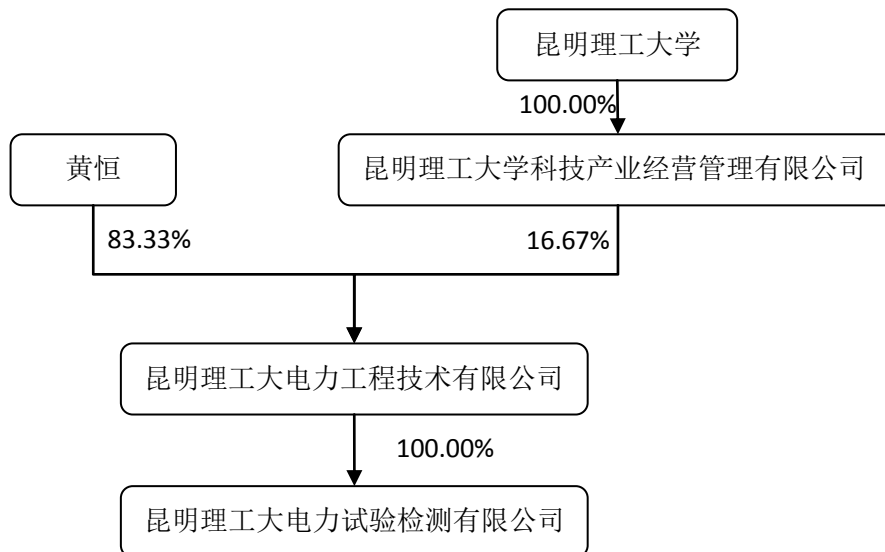 昆明理工大学
100.00%
黄恒
昆明理工大学科技产业经营管理有限公司
83.33%
16.67%
昆明理工大电力工程技术有限公司
100.00%
昆明理工大电力试验检测有限公司